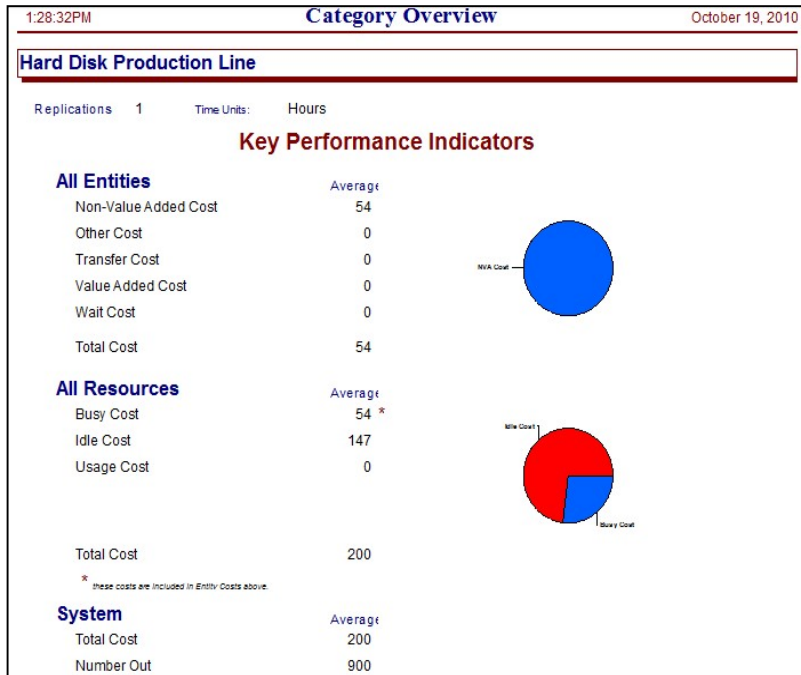 1:28:32PM Category Overview October 19, 2010
Hard Disk Production Line
Replications 1 Time Units: Hours
Key Performance Indicators
All Entities Average
Non-Value Added Cost 54
Other Cost 0
Transfer Cost 0
Value Added Cost 0
Wait Cost 0
Total Cost 54
NVA Cost
All Resources Average
Busy Cost 54 *
Idle Cost 147
Usage Cost 0
Idle Cost
Busy Cost
Total Cost 200
* these costs are included in Entity Costs above.
System Average
Total Cost 200
Number Out 900